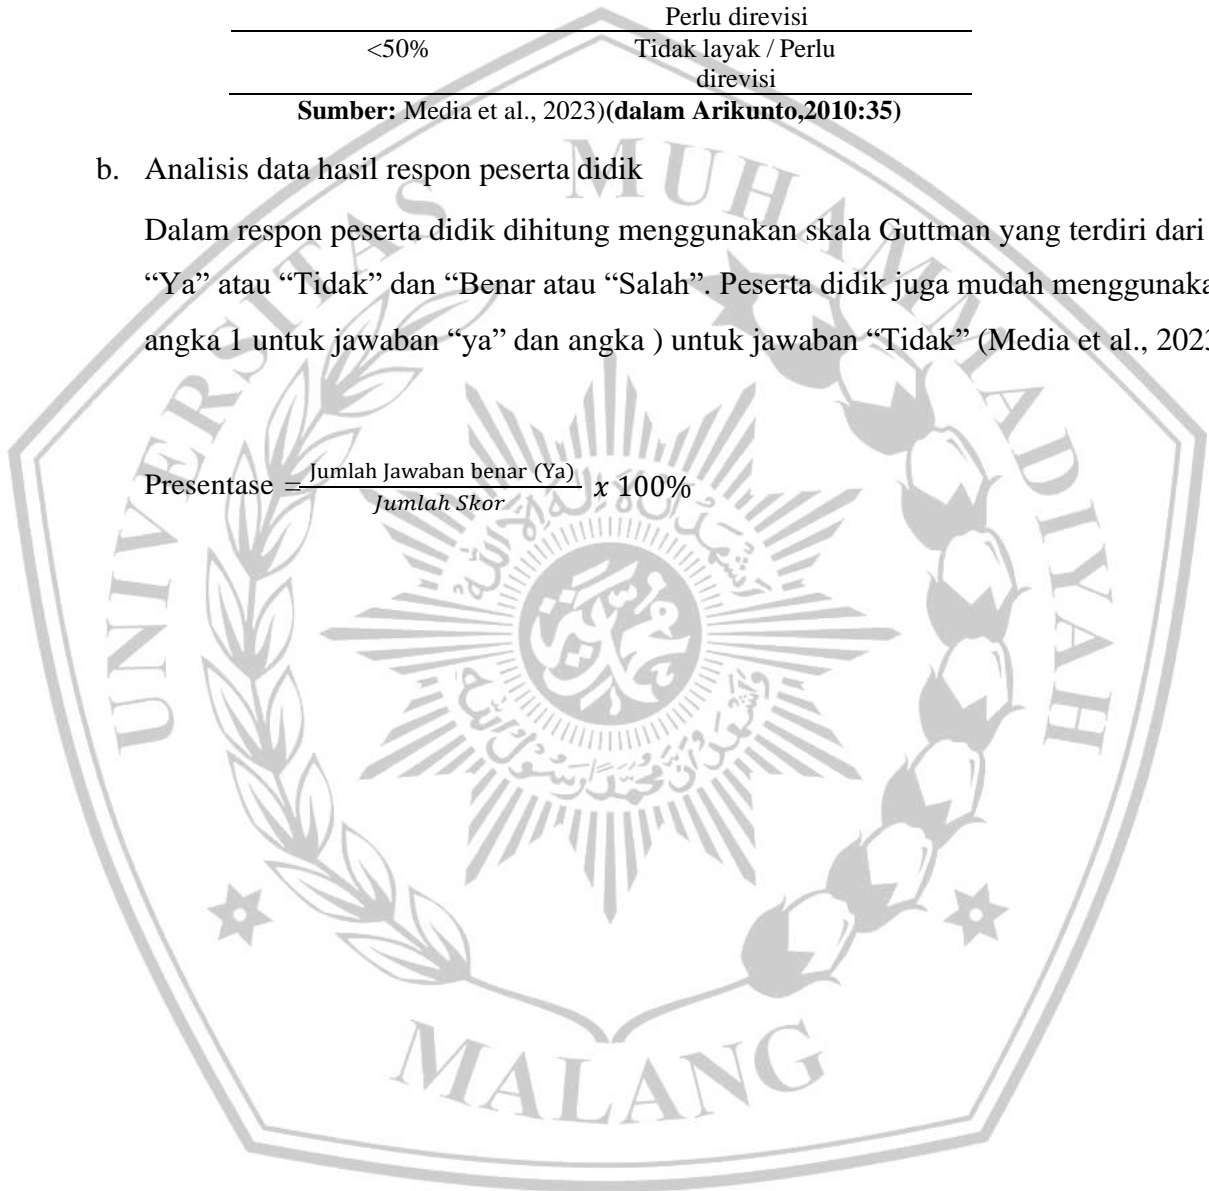 Perlu direvisi
<50% Tidak layak / Perlu
direvisi
Sumber: Media et al., 2023)(dalam Arikunto,2010:35)
b. Analisis data hasil respon peserta didik
Dalam respon peserta didik dihitung menggunakan skala Guttman yang terdiri dari
“Ya” atau “Tidak” dan “Benar atau “Salah”. Peserta didik juga mudah menggunaka
angka 1 untuk jawaban “ya” dan angka ) untuk jawaban “Tidak” (Media et al., 2023
Presentase = Jumlah Jawaban benar (Ya) / Jumlah Skor x 100%
UNIVERSITAS MUHAMMADIYAH
MALANG